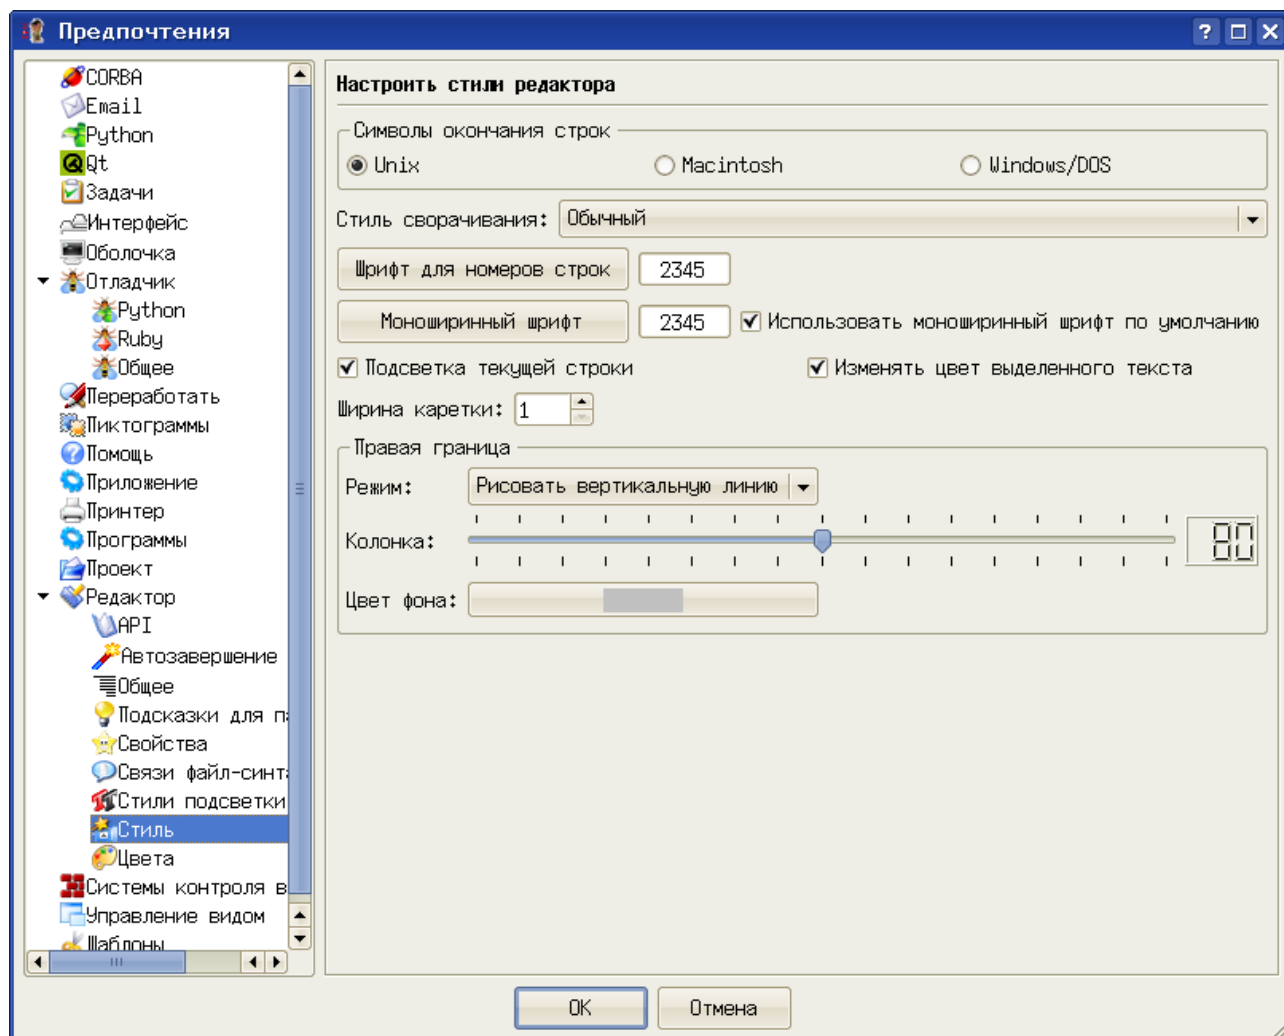 Предпочтения
CORBA
Email
Python
Qt
Задачи
Интерфейс
Оболочка
Отладчик
Python
Ruby
Общее
Переработать
Пиктограммы
Помощь
Приложение
Принтер
Программы
Проект
Редактор
API
Автозавершение
Общее
Подсказки для п
Свойства
Связи файл-синт
Стили подсветки
Стиль
Цвета
Системы контроля в
Управление видом
Шаблоны
Настроить стили редактора
Символы окончания строк
Unix Macintosh Windows/DOS
Стиль сворачивания: Обычный
Шрифт для номеров строк 2345
Моноширинный шрифт 2345 Использовать моноширинный шрифт по умолчанию
Подсветка текущей строки Изменять цвет выделенного текста
Ширина каретки: 1
Правая граница
Режим: Рисовать вертикальную линию
Колонка: 80
Цвет фона:
OK Отмена